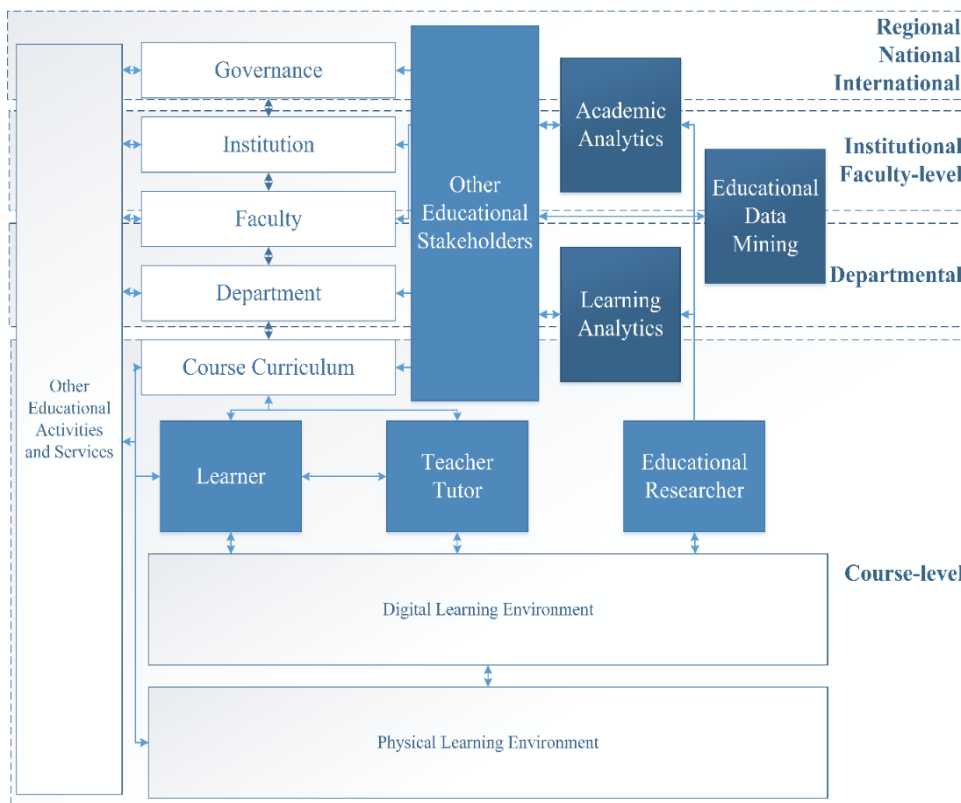 Regional
National
International
Governance
Academic
Analytics
Institution
Institutional
Faculty-level
Other
Educational
Stakeholders
Educational
Data
Mining
Faculty
Departmental
Department
Learning
Analytics
Course Curriculum
Other
Educational
Activities
and Services
Learner
Teacher
Tutor
Educational
Researcher
Course-level
Digital Learning Environment
Physical Learning Environment